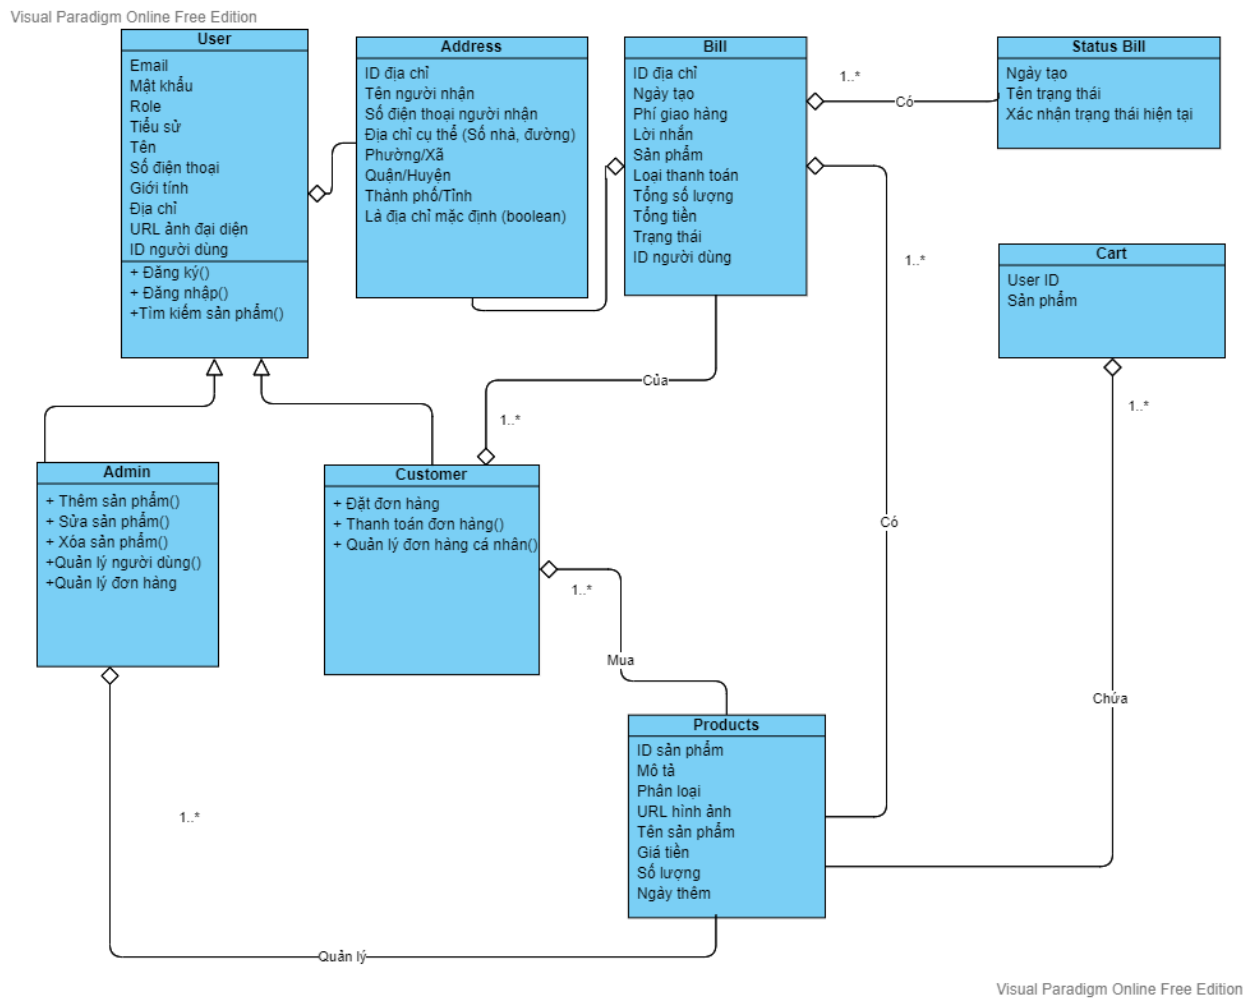 Visual Paradigm Online Free Edition
User
Email
Mật khẩu
Role
Tiểu sử
Tên
Số điện thoại
Giới tính
Địa chỉ
URL ảnh đại diện
ID người dùng
+ Đăng ký()
+ Đăng nhập()
+Tìm kiếm sản phẩm()
Address
ID địa chỉ
Tên người nhận
Số điện thoại người nhận
Địa chỉ cụ thể (Số nhà, đường)
Phường/Xã
Quận/Huyện
Thành phố/Tỉnh
Là địa chỉ mặc định (boolean)
Bill
ID địa chỉ
Ngày tạo
Phí giao hàng
Lời nhắn
Sản phẩm
Loại thanh toán
Tổng số lượng
Tổng tiền
Trạng thái
ID người dùng
1..*
Có
Status Bill
Ngày tạo
Tên trạng thái
Xác nhận trạng thái hiện tại
1..*
Cart
User ID
Sản phẩm
Của
1..*
1..*
Admin
+ Thêm sản phẩm()
+ Sửa sản phẩm()
+ Xóa sản phẩm()
+Quản lý người dùng()
+Quản lý đơn hàng
Customer
+ Đặt đơn hàng
+ Thanh toán đơn hàng()
+ Quản lý đơn hàng cá nhân()
Có
1..*
Mua
Chứa
Products
ID sản phẩm
Mô tả
Phân loại
URL hình ảnh
Tên sản phẩm
Giá tiền
Số lượng
Ngày thêm
1..*
Quản lý
Visual Paradigm Online Free Edition